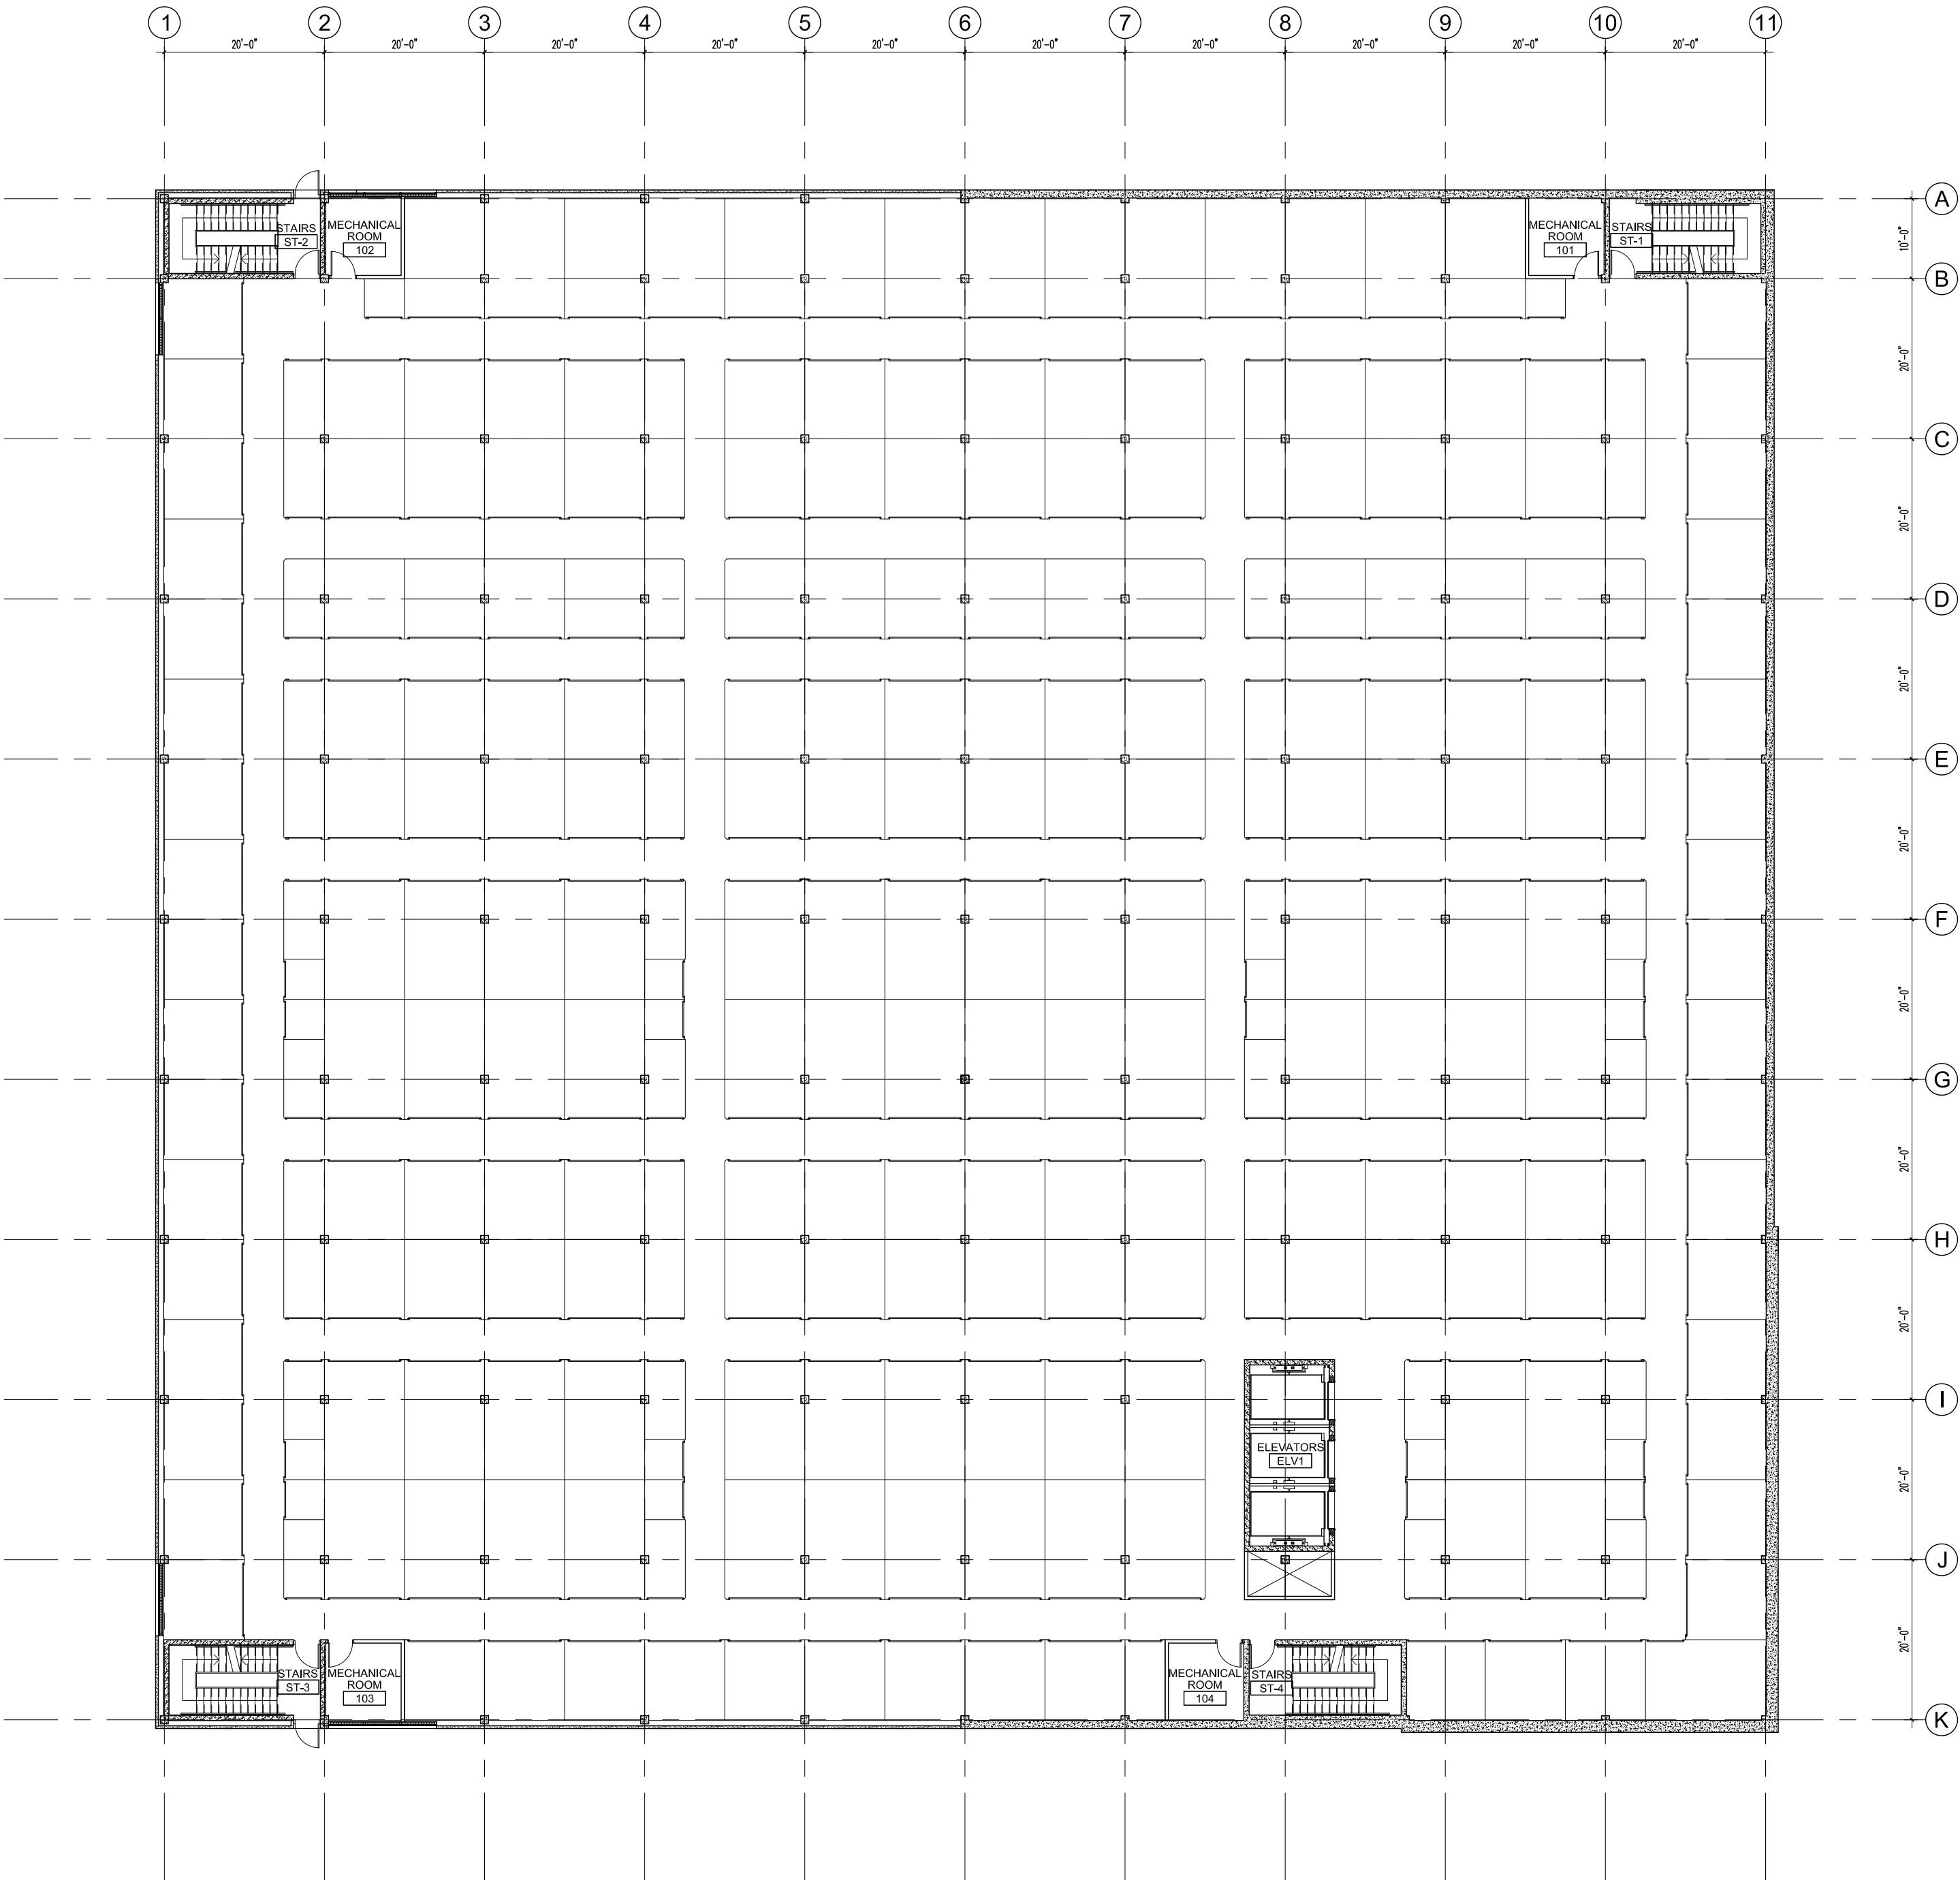 1 2 3 4 5 6 7 8 9 10 11
20'-0" 20'-0" 20'-0" 20'-0" 20'-0" 20'-0" 20'-0" 20'-0" 20'-0" 20'-0"
A
STAIRS
ST-2
MECHANICAL
ROOM
102
MECHANICAL
ROOM
101
STAIRS
ST-1
10'-0"
B
20'-0"
C
20'-0"
D
20'-0"
E
20'-0"
F
20'-0"
G
20'-0"
H
20'-0"
I
ELEVATORS
ELV1
20'-0"
J
20'-0"
STAIRS
ST-3
MECHANICAL
ROOM
103
MECHANICAL
ROOM
104
STAIRS
ST-4
K